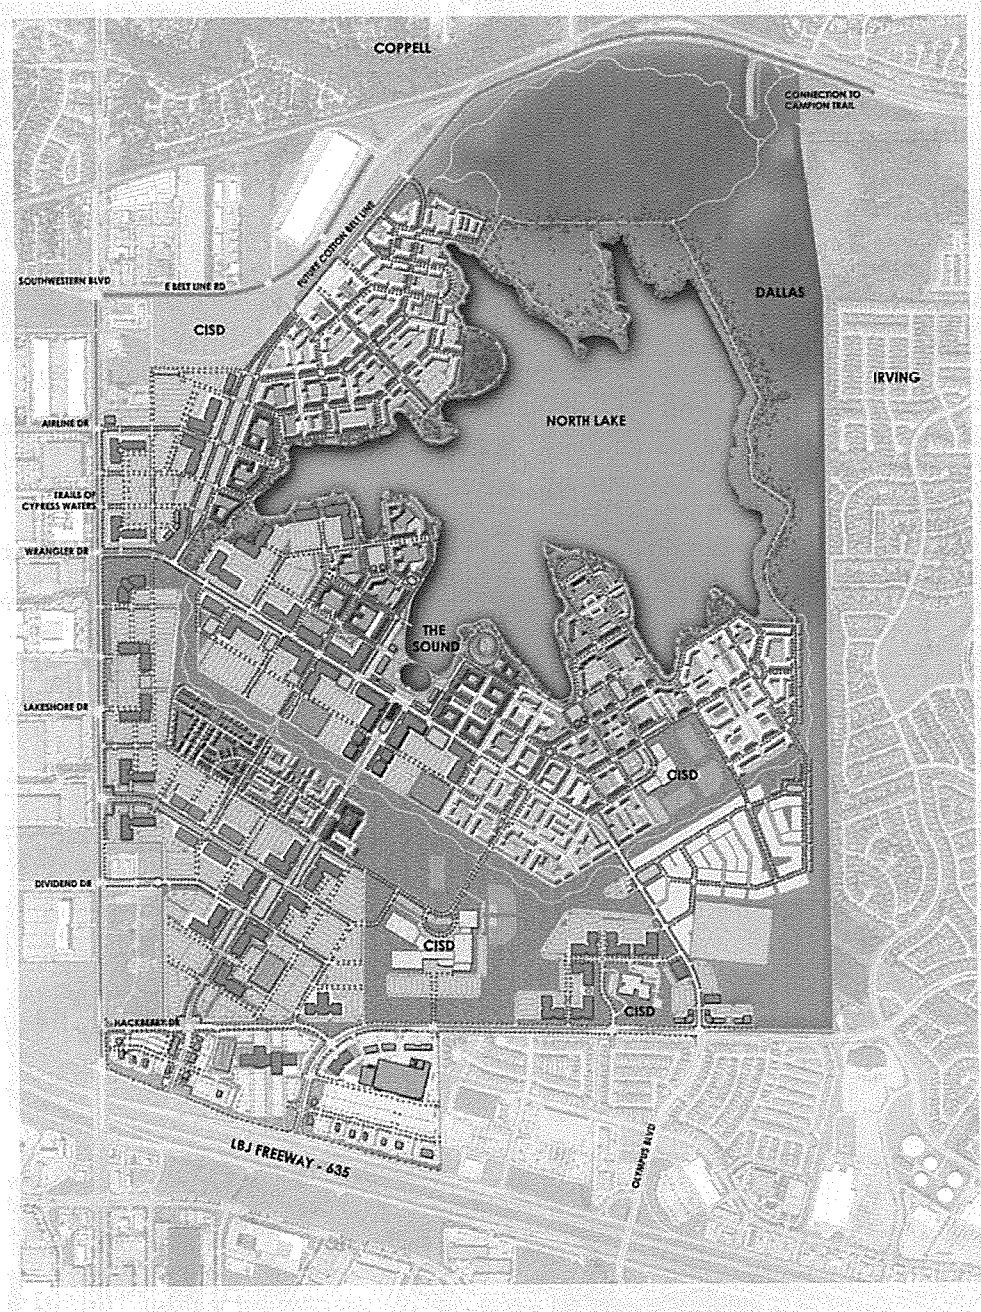 COPPELL
CONNECTION TO
CAMPION TRAIL
FUTURE COTTON BELT LINE
SOUTHWESTERN BLVD
E BELT LINE RD
DALLAS
CISD
IRVING
AIRLINE DR
NORTH LAKE
TRAILS OF
CYPRESS WATERS
WRANGLER DR
THE
SOUND
LAKESHORE DR
CISD
DIVIDEND DR
CISD
CISD
HACKBERRY DR
LBJ FREEWAY - 635
OLYMPUS BLVD